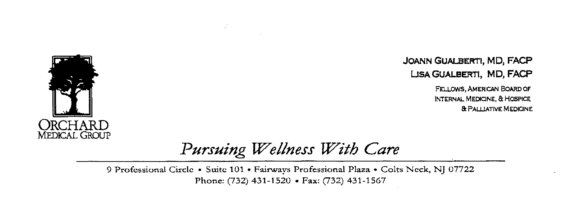 JOANN GUALBERTI, MD, FACP
LISA GUALBERTI, MD, FACP
FELLOWS, AMERICAN BOARD OF
INTERNAL MEDICINE, & HOSPICE
& PALLIATIVE MEDICINE
ORCHARD
MEDICAL GROUP
Pursuing Wellness With Care
9 Professional Circle • Suite 101 • Fairways Professional Plaza • Colts Neck, NJ 07722
Phone: (732) 431-1520 • Fax: (732) 431-1567